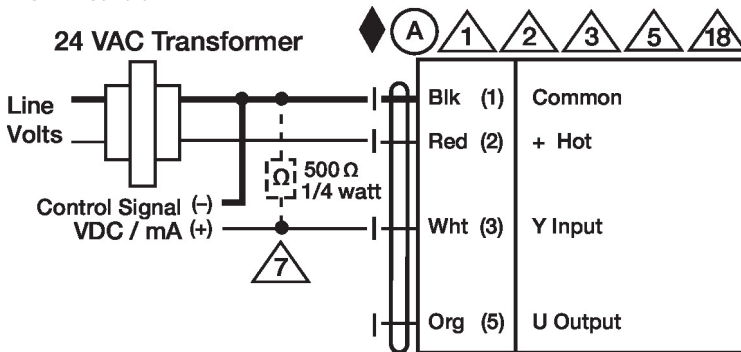 24 VAC Transformer
A 1 2 3 5 18
Line
Volts
Blk (1) Common
Red (2) + Hot
Ω 500 Ω
1/4 watt
Control Signal (–)
VDC / mA (+)
Wht (3) Y Input
7
Org (5) U Output